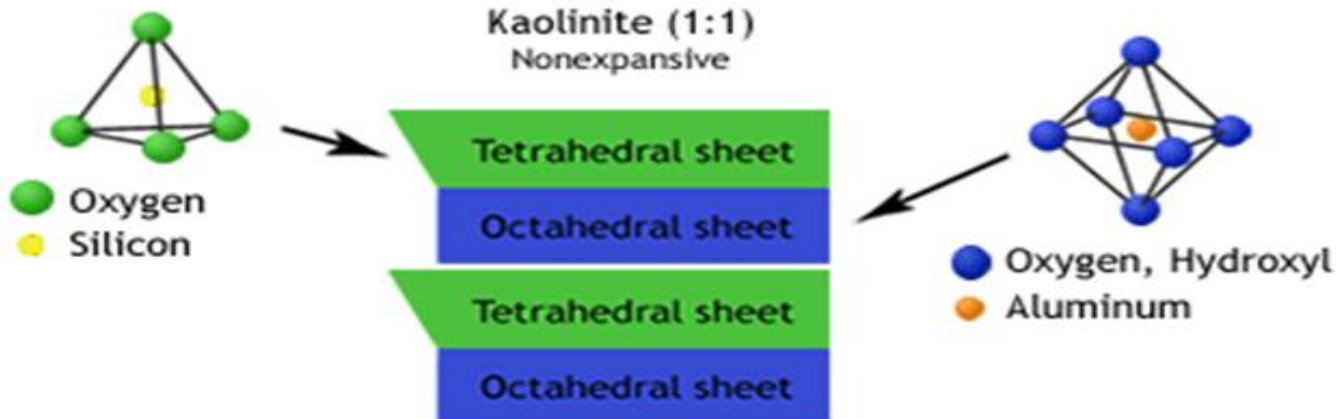 Kaolinite (1:1)
Nonexpansive
Tetrahedral sheet
Octahedral sheet
Tetrahedral sheet
Octahedral sheet
Oxygen
Silicon
Oxygen, Hydroxyl
Aluminum